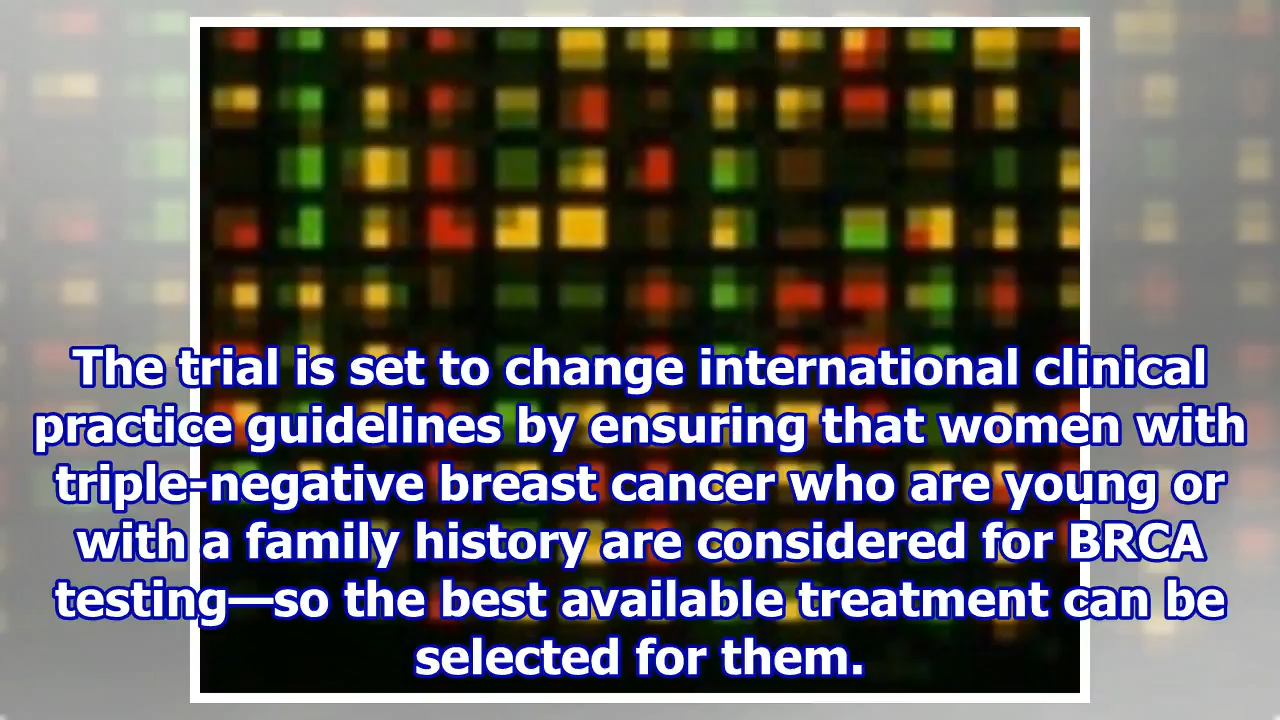 The trial is set to change international clinical
practice guidelines by ensuring that women with
triple-negative breast cancer who are young or
with a family history are considered for BRCA
testing—so the best available treatment can be
selected for them.